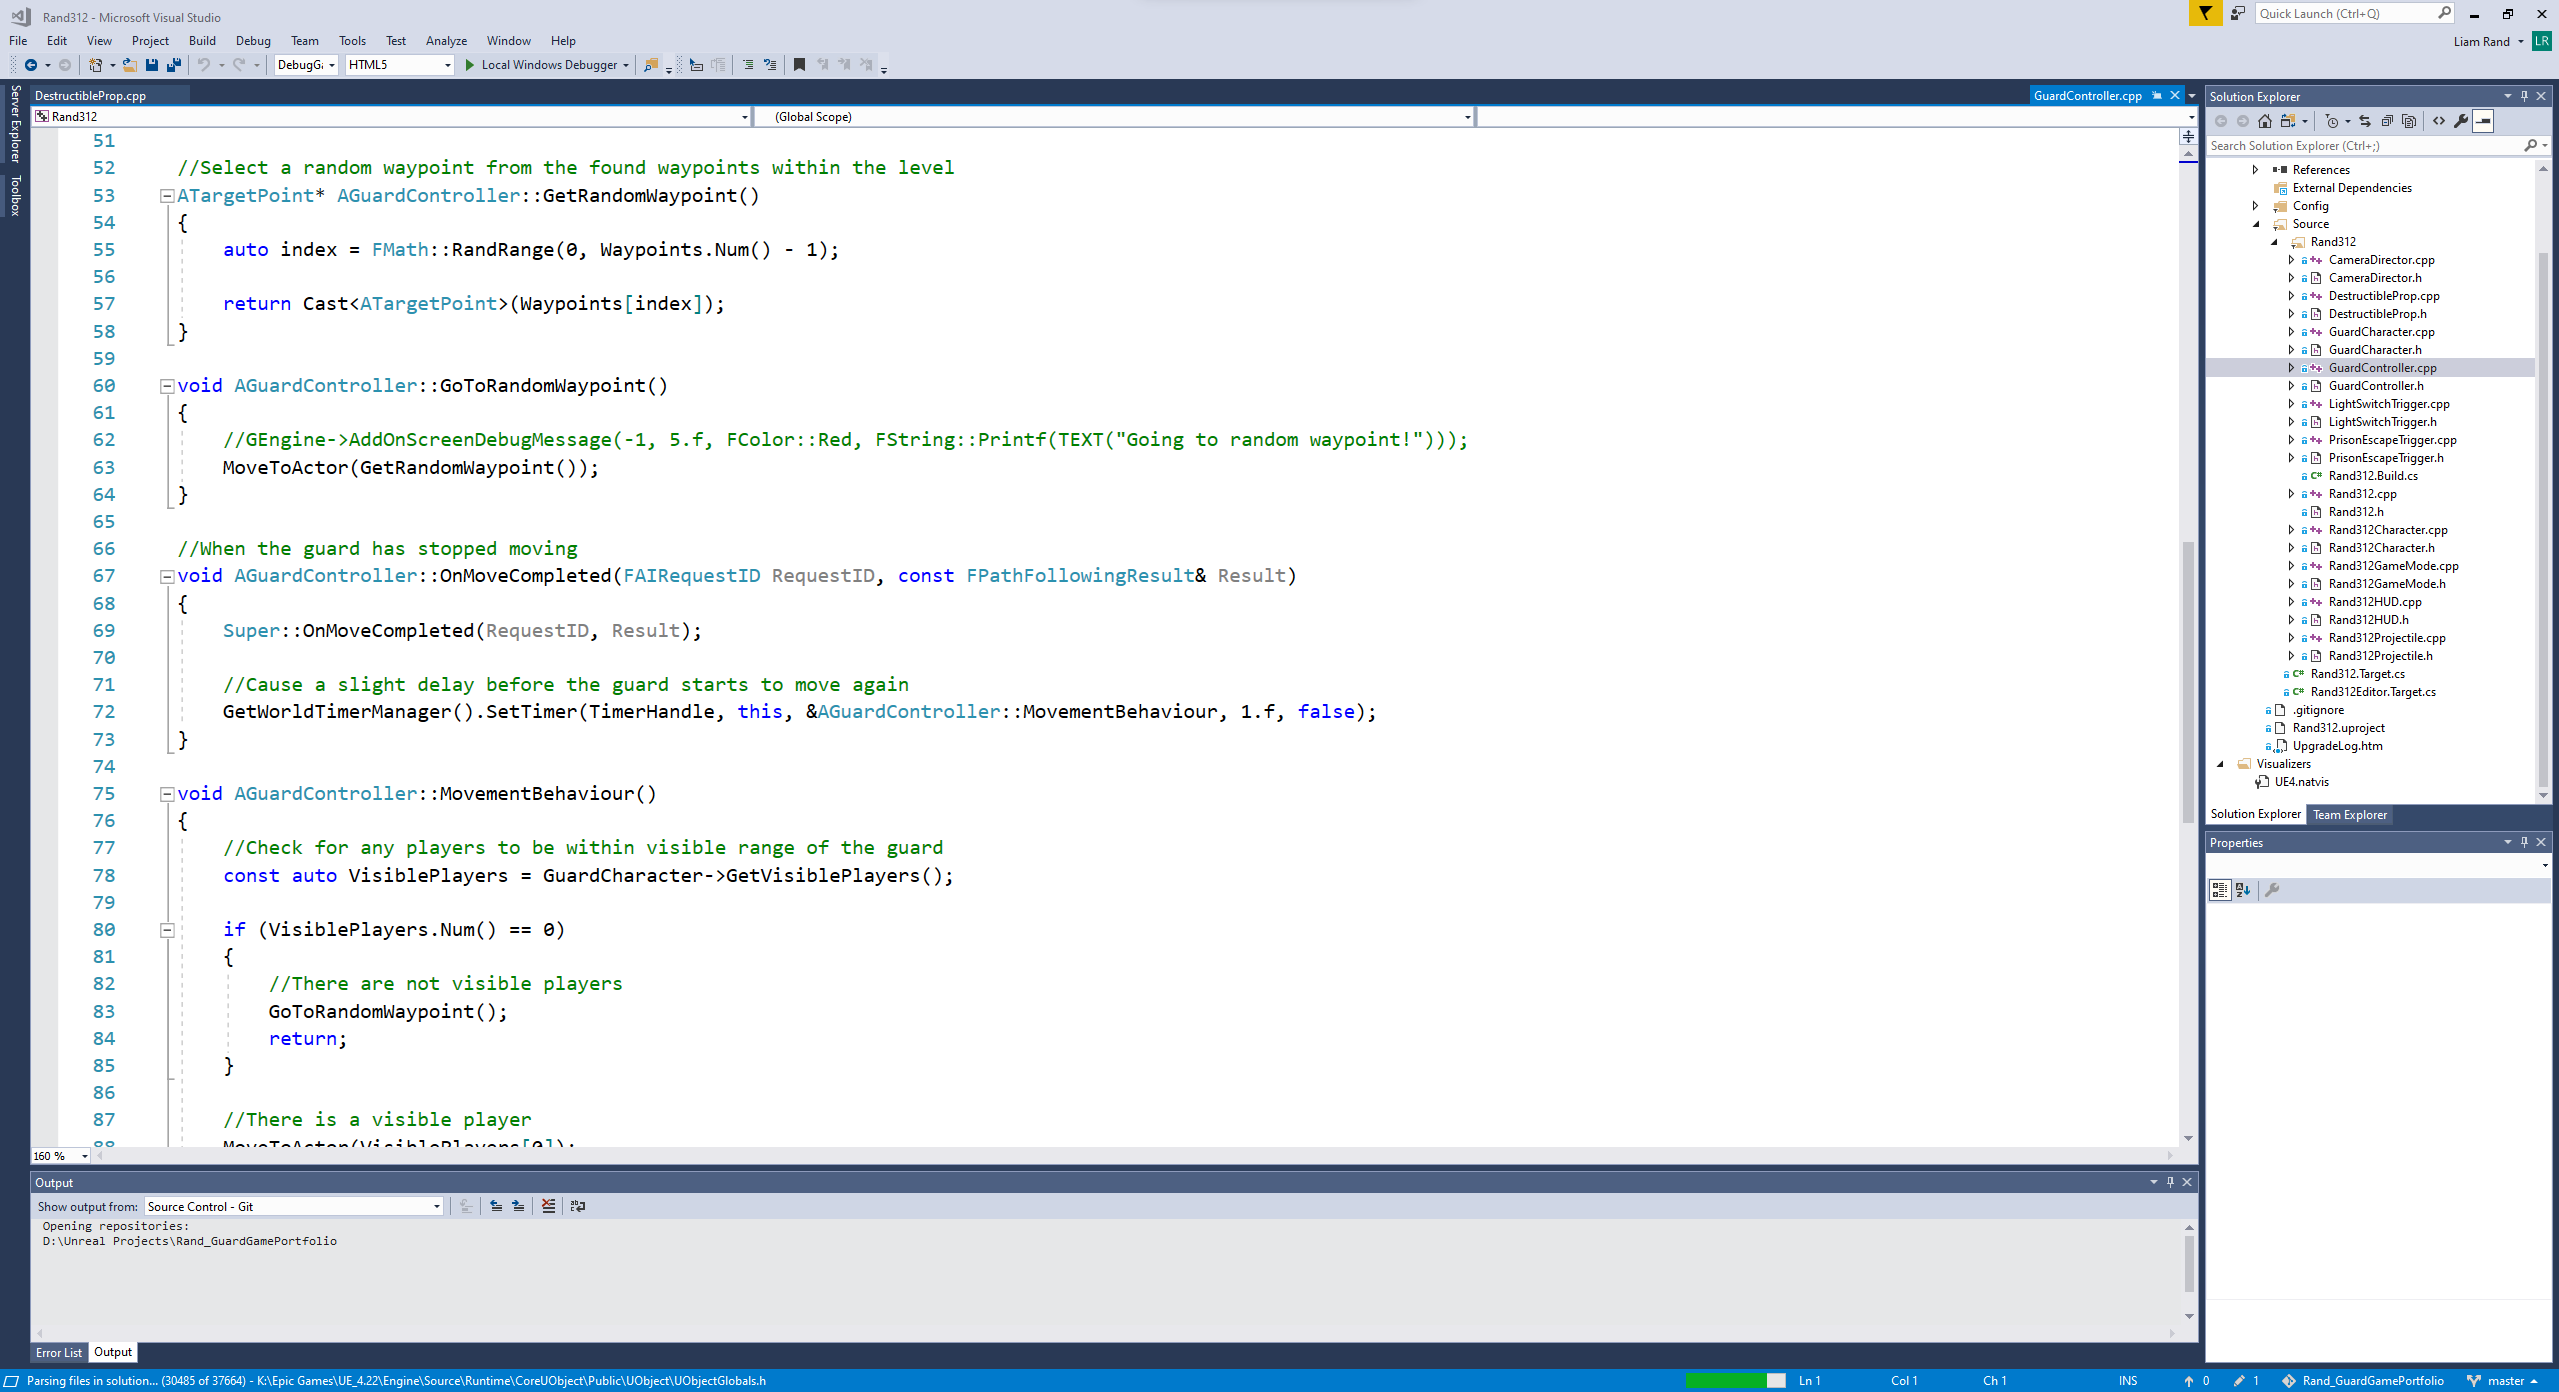 Rand312 - Microsoft Visual Studio
Quick Launch (Ctrl+Q)
File Edit View Project Build Debug Team Tools Test Analyze Window Help
Liam Rand LR
DebugG HTML5 Local Windows Debugger
Server Explorer
Toolbox
DestructibleProp.cpp
GuardController.cpp
Rand312 (Global Scope)
51
52 //Select a random waypoint from the found waypoints within the level
53 ATargetPoint* AGuardController::GetRandomWaypoint()
54 {
55 auto index = FMath::RandRange(0, Waypoints.Num() - 1);
56
57 return Cast<ATargetPoint>(Waypoints[index]);
58 }
59
60 void AGuardController::GoToRandomWaypoint()
61 {
62 //GEngine->AddOnScreenDebugMessage(-1, 5.f, FColor::Red, FString::Printf(TEXT("Going to random waypoint!")));
63 MoveToActor(GetRandomWaypoint());
64 }
65
66 //When the guard has stopped moving
67 void AGuardController::OnMoveCompleted(FAIRequestID RequestID, const FPathFollowingResult& Result)
68 {
69 Super::OnMoveCompleted(RequestID, Result);
70
71 //Cause a slight delay before the guard starts to move again
72 GetWorldTimerManager().SetTimer(TimerHandle, this, &AGuardController::MovementBehaviour, 1.f, false);
73 }
74
75 void AGuardController::MovementBehaviour()
76 {
77 //Check for any players to be within visible range of the guard
78 const auto VisiblePlayers = GuardCharacter->GetVisiblePlayers();
79
80 if (VisiblePlayers.Num() == 0)
81 {
82 //There are not visible players
83 GoToRandomWaypoint();
84 return;
85 }
86
87 //There is a visible player
88 MoveToActor(VisiblePlayers[0]);
160 %
Output
Show output from: Source Control - Git
Opening repositories:
D:\Unreal Projects\Rand_GuardGamePortfolio
Error List Output
Solution Explorer
Search Solution Explorer (Ctrl+;)
References
External Dependencies
Config
Source
Rand312
CameraDirector.cpp
CameraDirector.h
DestructibleProp.cpp
DestructibleProp.h
GuardCharacter.cpp
GuardCharacter.h
GuardController.cpp
GuardController.h
LightSwitchTrigger.cpp
LightSwitchTrigger.h
PrisonEscapeTrigger.cpp
PrisonEscapeTrigger.h
Rand312.Build.cs
Rand312.cpp
Rand312.h
Rand312Character.cpp
Rand312Character.h
Rand312GameMode.cpp
Rand312GameMode.h
Rand312HUD.cpp
Rand312HUD.h
Rand312Projectile.cpp
Rand312Projectile.h
Rand312.Target.cs
Rand312Editor.Target.cs
.gitignore
Rand312.uproject
UpgradeLog.htm
Visualizers
UE4.natvis
Solution Explorer Team Explorer
Properties
Parsing files in solution... (30485 of 37664) - K:\Epic Games\UE_4.22\Engine\Source\Runtime\CoreUObject\Public\UObject\UObjectGlobals.h
Ln 1 Col 1 Ch 1 INS 0 1 Rand_GuardGamePortfolio master